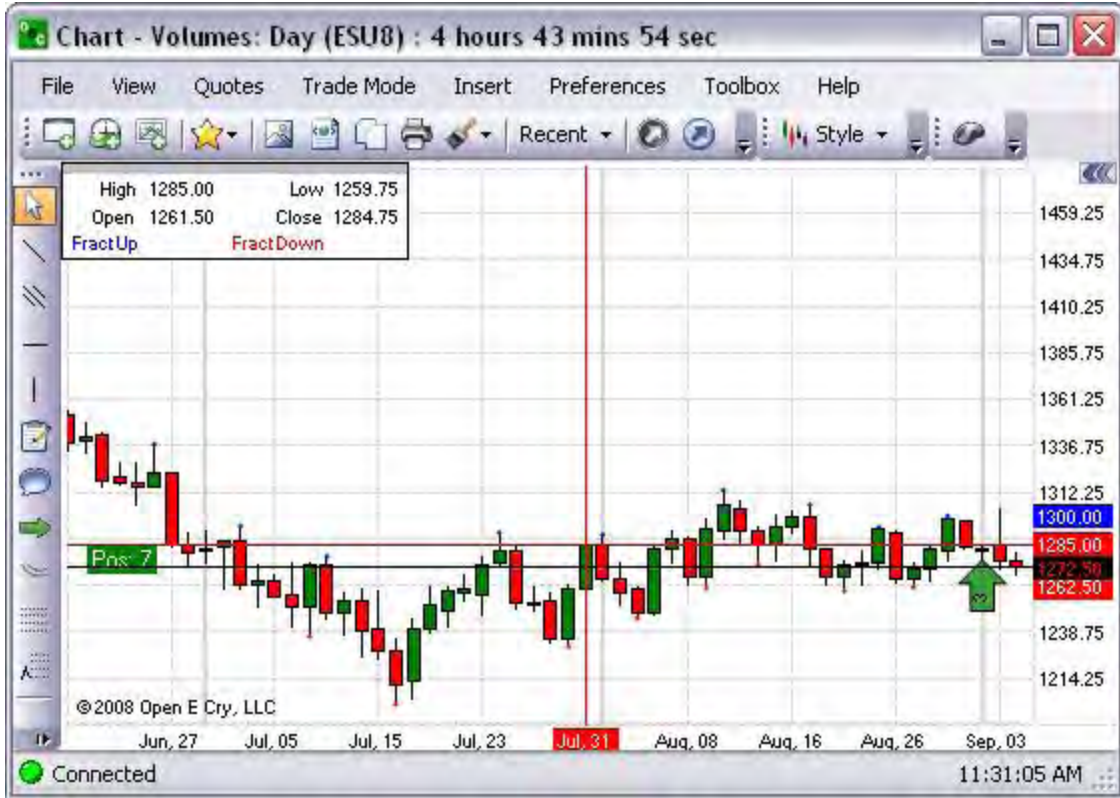 Chart - Volumes: Day (ESU8) : 4 hours 43 mins 54 sec
File View Quotes Trade Mode Insert Preferences Toolbox Help
Recent Style
High 1285.00 Low 1259.75
Open 1261.50 Close 1284.75
FractUp FractDown
1459.25
1434.75
1410.25
1385.75
1361.25
1336.75
1312.25
1300.00
1285.00
1272.50
1262.50
1238.75
1214.25
Pos: 7
3
©2008 Open E Cry, LLC
Jun, 27 Jul, 05 Jul, 15 Jul, 23 Jul, 31 Aug, 08 Aug, 16 Aug, 26 Sep, 03
Connected 11:31:05 AM